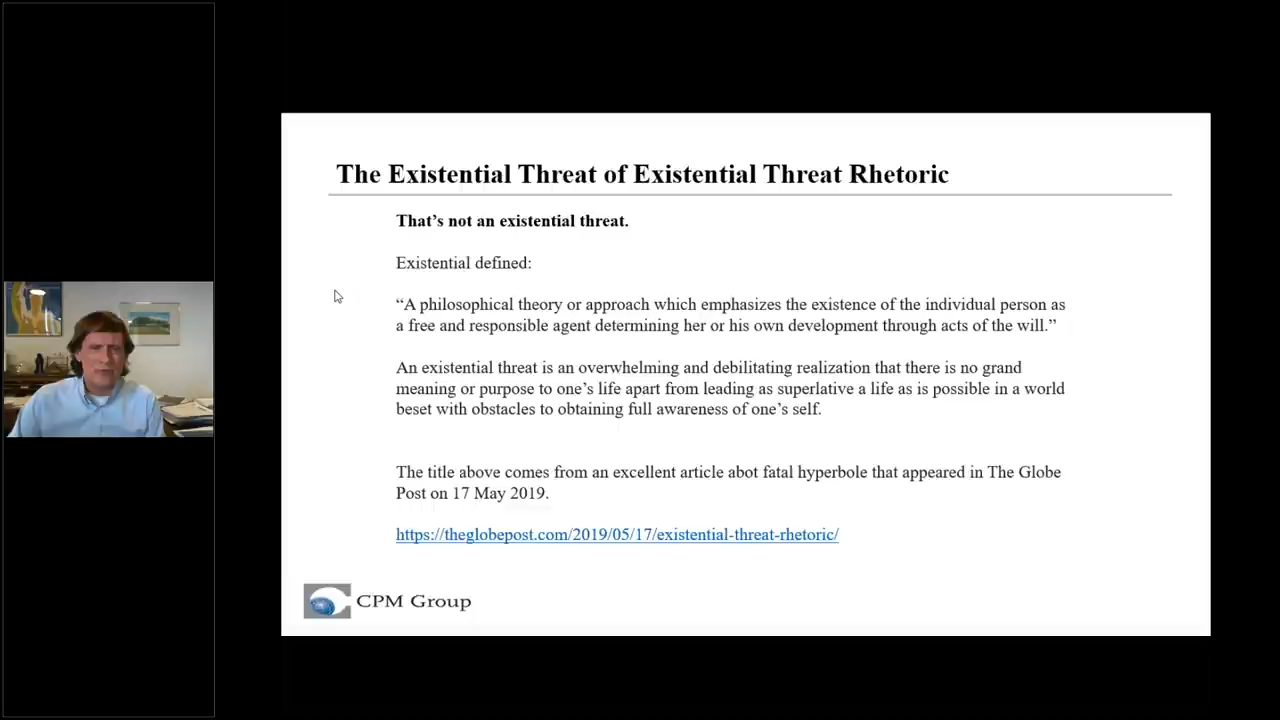 The Existential Threat of Existential Threat Rhetoric
That’s not an existential threat.
Existential defined:
“A philosophical theory or approach which emphasizes the existence of the individual person as
a free and responsible agent determining her or his own development through acts of the will.”
An existential threat is an overwhelming and debilitating realization that there is no grand
meaning or purpose to one’s life apart from leading as superlative a life as is possible in a world
beset with obstacles to obtaining full awareness of one’s self.
The title above comes from an excellent article abot fatal hyperbole that appeared in The Globe
Post on 17 May 2019.
https://theglobepost.com/2019/05/17/existential-threat-rhetoric/
CPM Group